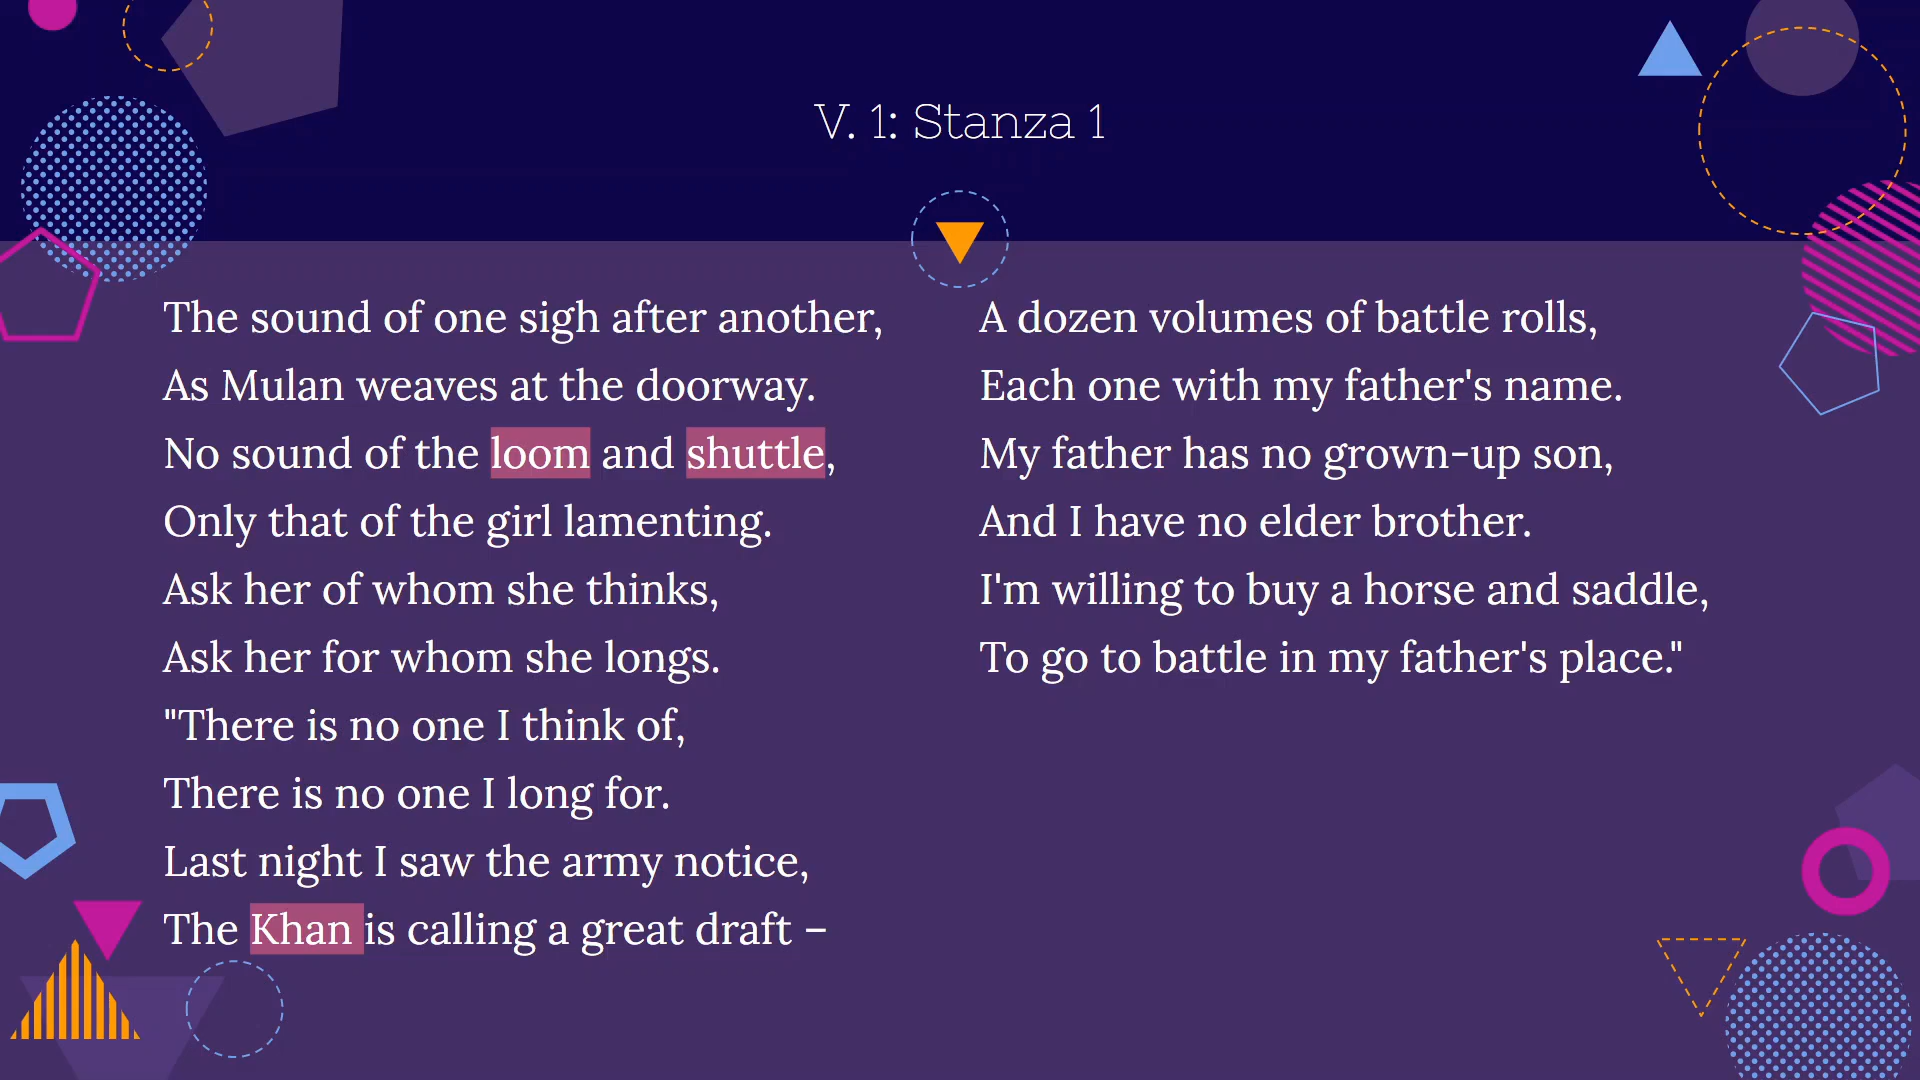 V. 1: Stanza 1
The sound of one sigh after another,
As Mulan weaves at the doorway.
No sound of the loom and shuttle,
Only that of the girl lamenting.
Ask her of whom she thinks,
Ask her for whom she longs.
"There is no one I think of,
There is no one I long for.
Last night I saw the army notice,
The Khan is calling a great draft –
A dozen volumes of battle rolls,
Each one with my father's name.
My father has no grown-up son,
And I have no elder brother.
I'm willing to buy a horse and saddle,
To go to battle in my father's place."